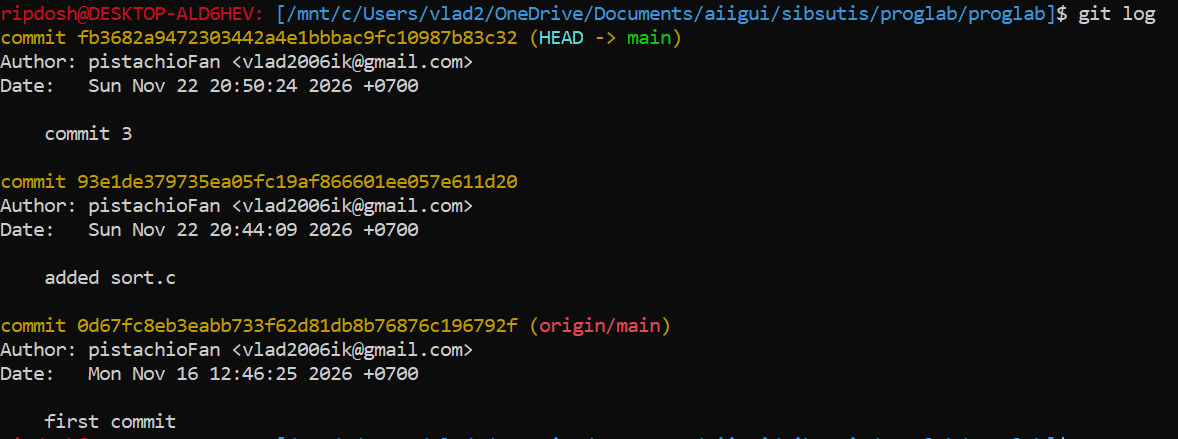 ripdosh@DESKTOP-ALD6HEV: [/mnt/c/Users/vlad2/OneDrive/Documents/aiigui/sibsutis/proglab/proglab]$ git log
commit fb3682a9472303442a4e1bbbac9fc10987b83c32 (HEAD -> main)
Author: pistachioFan <vlad2006ik@gmail.com>
Date:   Sun Nov 22 20:50:24 2026 +0700
commit 3
commit 93e1de379735ea05fc19af866601ee057e611d20
Author: pistachioFan <vlad2006ik@gmail.com>
Date:   Sun Nov 22 20:44:09 2026 +0700
added sort.c
commit 0d67fc8eb3eabb733f62d81db8b76876c196792f (origin/main)
Author: pistachioFan <vlad2006ik@gmail.com>
Date:   Mon Nov 16 12:46:25 2026 +0700
first commit